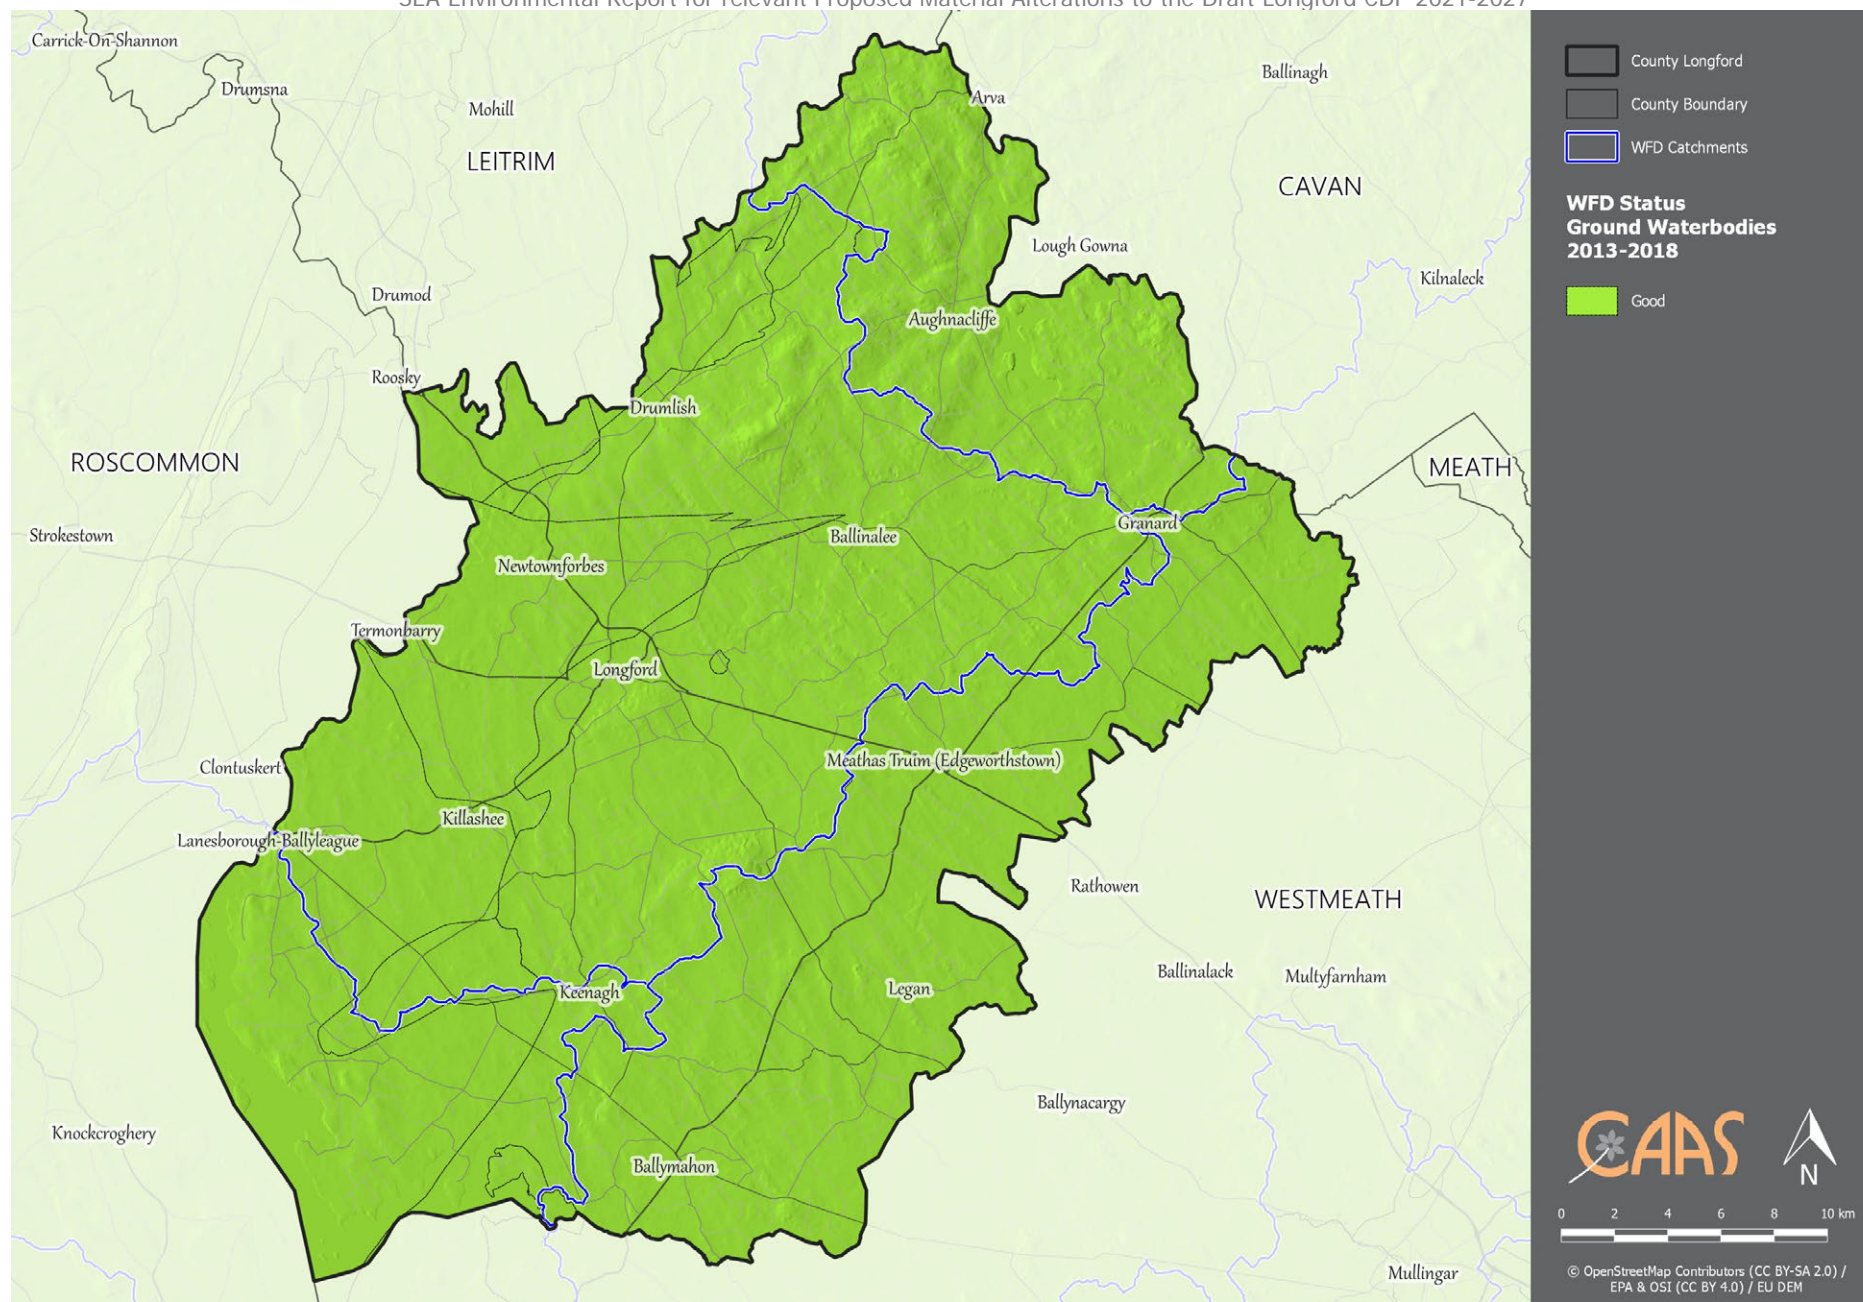 SEA Environmental Report for relevant Proposed Material Alterations to the Draft Longford CDP 2021-2027
Carrick-On-Shannon
Drumsna
Mohill
LEITRIM
Arva
Ballinagh
CAVAN
Lough Gowna
Kilnaleck
Drumod
Aughnacliffe
Roosky
Drumlish
ROSCOMMON
MEATH
Strokestown
Ballinalee
Granard
Newtownforbes
Termonbarry
Longford
Clontuskert
Meathas Truim (Edgeworthstown)
Killashee
Lanesborough-Ballyleague
Rathowen
WESTMEATH
Ballinalack
Multyfarnham
Keenagh
Legan
Ballynacargy
Knockcroghery
Ballymahon
Mullingar
County Longford
County Boundary
WFD Catchments
WFD Status
Ground Waterbodies
2013-2018
Good
CAAS
N
0 2 4 6 8 10 km
© OpenStreetMap Contributors (CC BY-SA 2.0) /
EPA & OSI (CC BY 4.0) / EU DEM